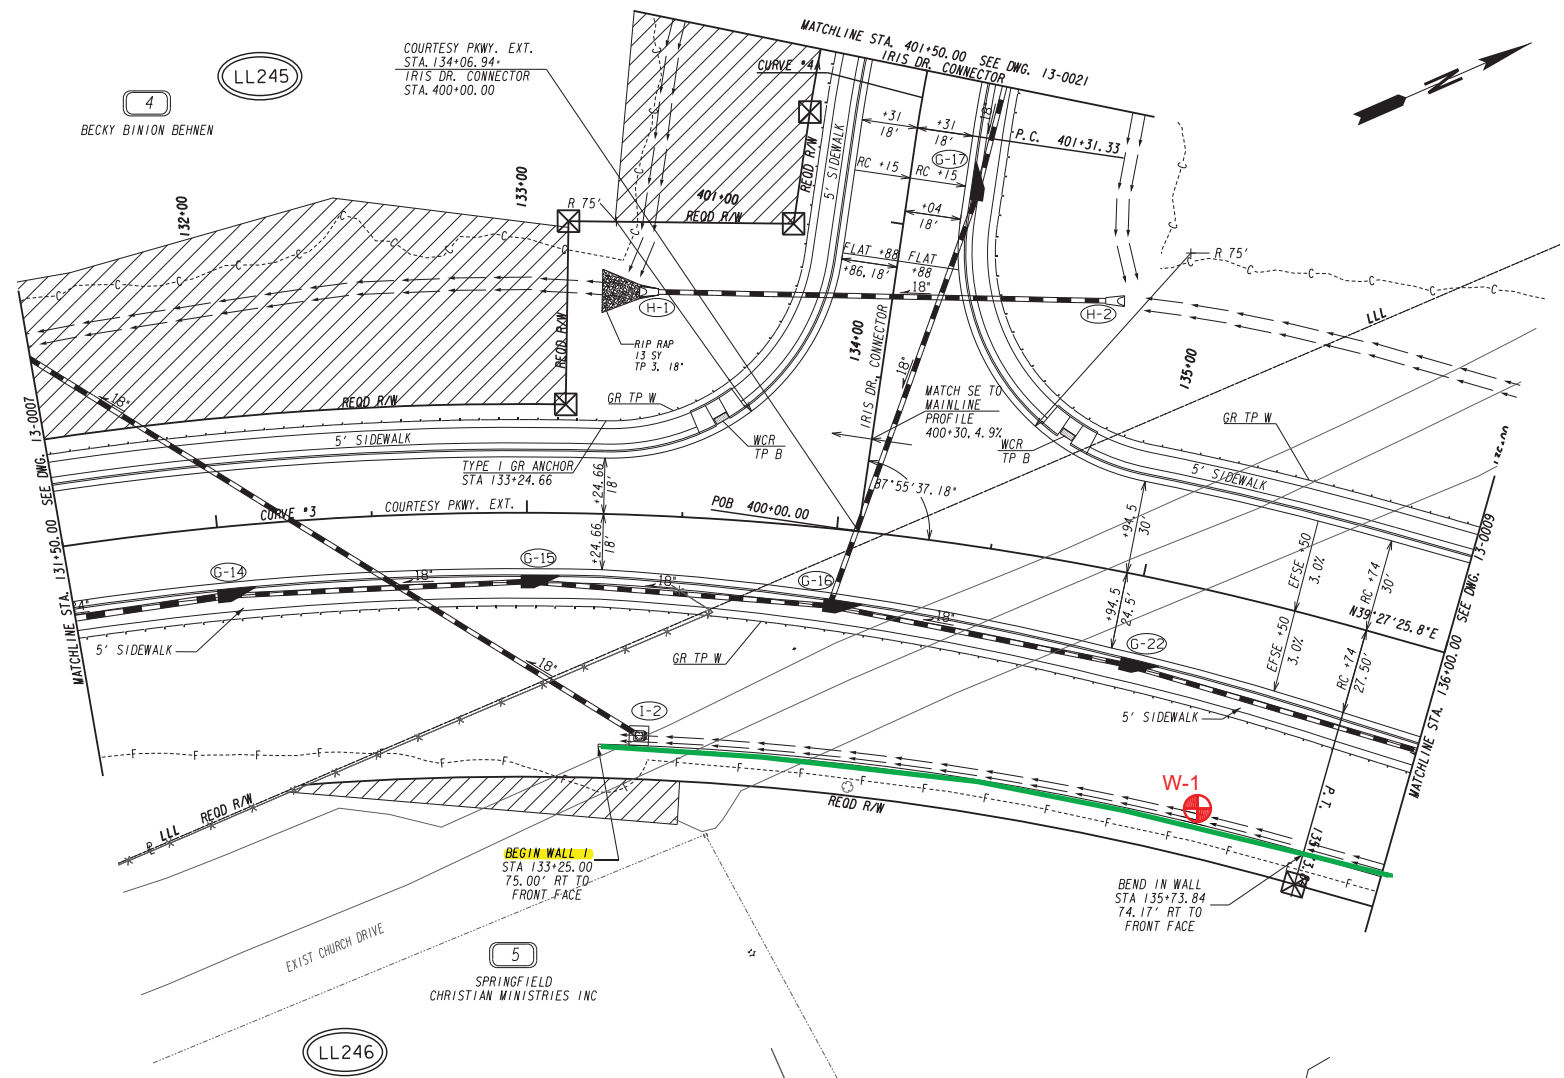 MATCHLINE STA. 401+50.00 SEE DWG. 13-0021
IRIS DR. CONNECTOR
LL245
4
BECKY BINION BEHNEN
COURTESY PKWY. EXT.
STA. 134+06.94=
IRIS DR. CONNECTOR
STA. 400+00.00
CURVE #4A
N
18"
+31
18'
+31
18'
P.C. 401+31.33
G-17
RC +15
RC +15
REQD R/W
5' SIDEWALK
132+00
133+00
R 75'
401+00
REQD R/W
+04
18'
FLAT +88
+86.18'
FLAT
+88
18"
R 75'
C
C
C
C
C
C
C
C
C
C
C
C
C
H-1
H-2
RIP RAP
13 SY
TP 3, 18"
REQD R/W
134+00
IRIS DR. CONNECTOR
135+00
LLL
18"
MATCH SE TO
MAINLINE
PROFILE
400+30, 4.9%
18"
REQD R/W
GR TP W
GR TP W
5' SIDEWALK
WCR
TP B
WCR
TP B
5' SIDEWALK
TYPE 1 GR ANCHOR
STA 133+24.66
+24.66
18'
87°55'37.18"
+94.5
30'
CURVE #3
COURTESY PKWY. EXT.
POB 400+00.00
+24.66
18'
EFSE +50
3.0%
RC +74
30'
MATCHLINE STA. 131+50.00 SEE DWG. 13-0007
G-14
G-15
G-16
18"
18"
18"
+94.5
24.5'
N39°27'25.8"E
G-22
5' SIDEWALK
GR TP W
18"
EFSE +50
3.0%
RC +74
27.50'
5' SIDEWALK
MATCHLINE STA. 136+00.00 SEE DWG. 13-0009
I-2
F
F
F
F
F
F
F
F
F
F
F
F
W-1
REQD R/W
LLL
REQD R/W
BEGIN WALL 1
STA 133+25.00
75.00' RT TO
FRONT FACE
BEND IN WALL
STA 135+73.84
74.17' RT TO
FRONT FACE
EXIST CHURCH DRIVE
5
SPRINGFIELD
CHRISTIAN MINISTRIES INC
LL246